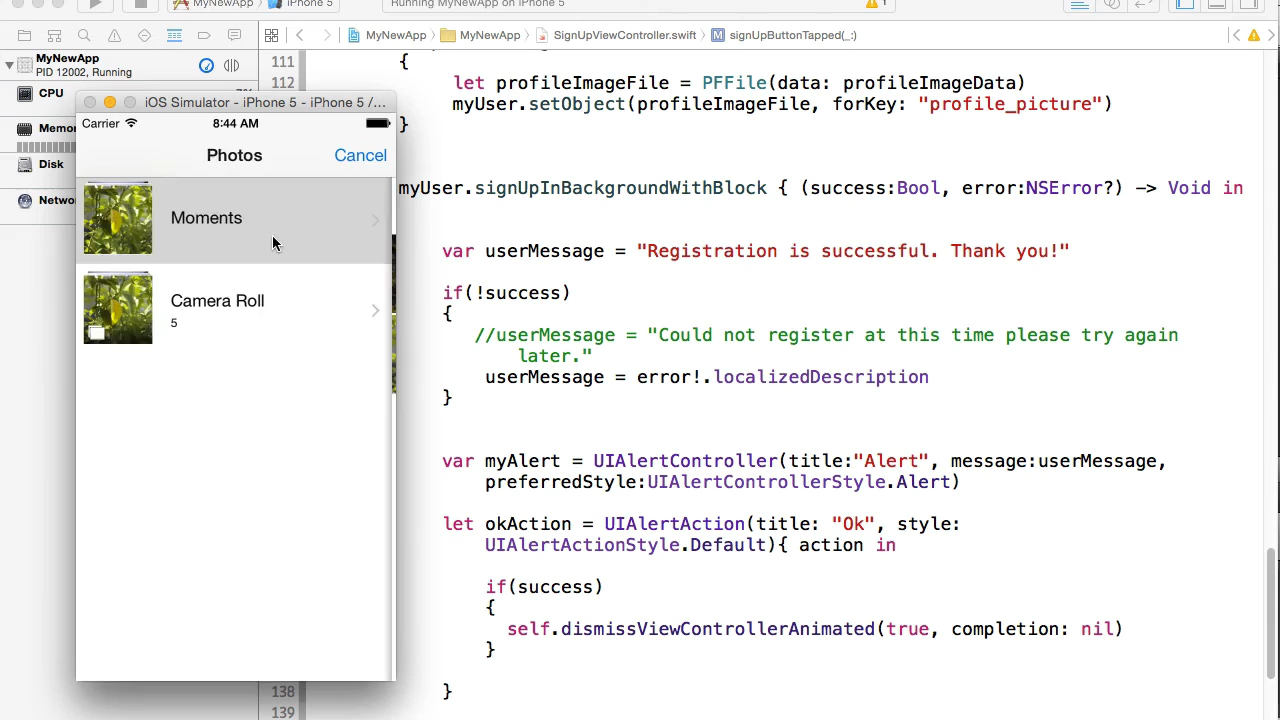 MyNewApp
iPhone 5
Running MyNewApp on iPhone 5
1
MyNewApp
MyNewApp
SignUpViewController.swift
signUpButtonTapped(_:)
MyNewApp
PID 12002, Running
CPU
Memor
Disk
Networ
iOS Simulator - iPhone 5 - iPhone 5 /...
Carrier
8:44 AM
Photos
Cancel
Moments
Camera Roll
5
111
{
112
let profileImageFile = PFFile(data: profileImageData)
myUser.setObject(profileImageFile, forKey: "profile_picture")
}
myUser.signUpInBackgroundWithBlock { (success:Bool, error:NSError?) -> Void in
var userMessage = "Registration is successful. Thank you!"
if(!success)
{
//userMessage = "Could not register at this time please try again
later."
userMessage = error!.localizedDescription
}
var myAlert = UIAlertController(title:"Alert", message:userMessage,
preferredStyle:UIAlertControllerStyle.Alert)
let okAction = UIAlertAction(title: "Ok", style:
UIAlertActionStyle.Default){ action in
if(success)
{
self.dismissViewControllerAnimated(true, completion: nil)
}
138
}
139